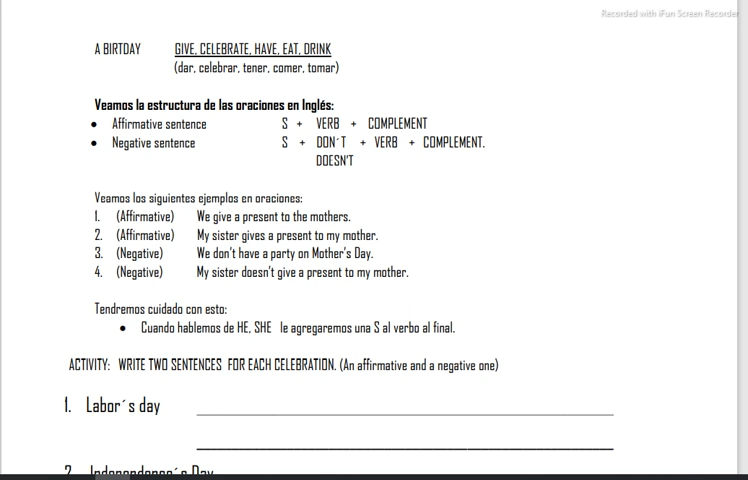 Recorded with iFun Screen Recorder
A BIRTDAY GIVE, CELEBRATE, HAVE, EAT, DRINK
(dar, celebrar, tener, comer, tomar)
Veamos la estructura de las oraciones en Inglés:
• Affirmative sentence S + VERB + COMPLEMENT
• Negative sentence S + DON´T + VERB + COMPLEMENT.
DOESN'T
Veamos los siguientes ejemplos en oraciones:
1. (Affirmative) We give a present to the mothers.
2. (Affirmative) My sister gives a present to my mother.
3. (Negative) We don't have a party on Mother's Day.
4. (Negative) My sister doesn't give a present to my mother.
Tendremos cuidado con esto:
• Cuando hablemos de HE, SHE le agregaremos una S al verbo al final.
ACTIVITY: WRITE TWO SENTENCES FOR EACH CELEBRATION. (An affirmative and a negative one)
1. Labor´s day
2. Independence´s Day